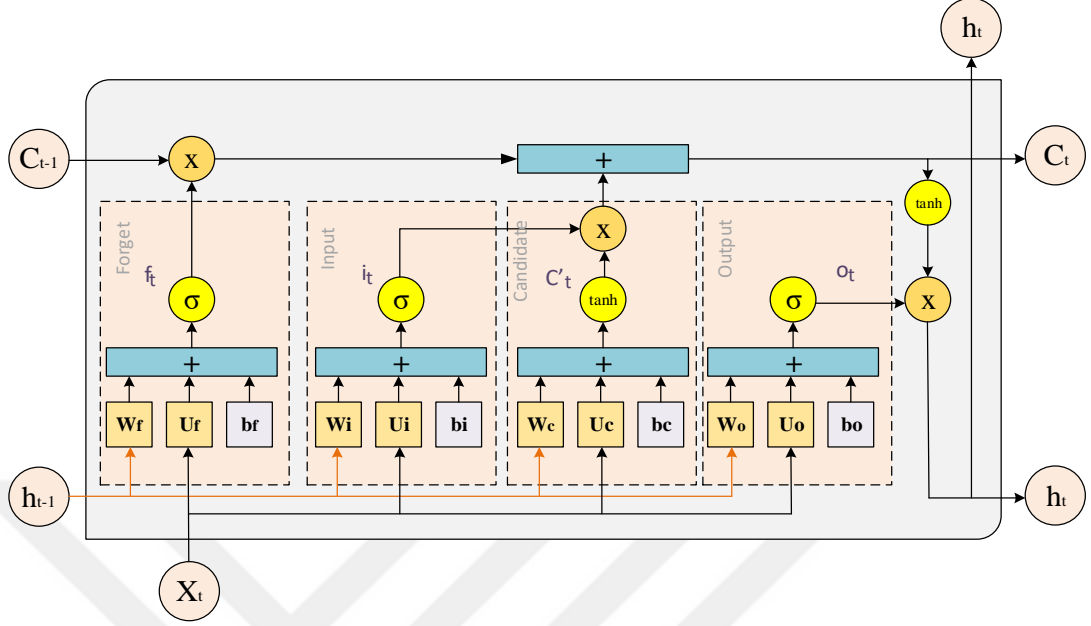 hₜ
Cₜ₋₁
x
+
Cₜ
tanh
Forget
Input
Candidate
Output
x
fₜ
iₜ
C'ₜ
oₜ
σ
σ
tanh
σ
x
+
+
+
+
Wf
Uf
bf
Wi
Ui
bi
Wc
Uc
bc
Wo
Uo
bo
hₜ₋₁
hₜ
Xₜ